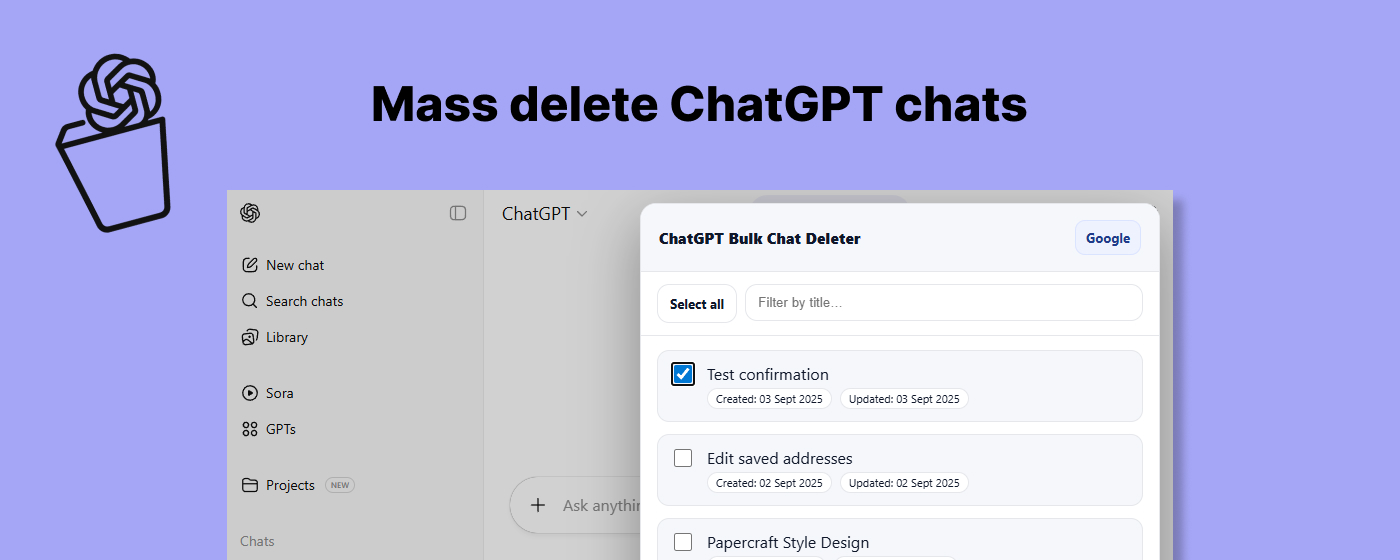 Mass delete ChatGPT chats
ChatGPT
New chat
Search chats
Library
Sora
GPTs
Projects NEW
Chats
Ask anythin
ChatGPT Bulk Chat Deleter
Google
Select all
Filter by title...
Test confirmation
Created: 03 Sept 2025 Updated: 03 Sept 2025
Edit saved addresses
Created: 02 Sept 2025 Updated: 02 Sept 2025
Papercraft Style Design